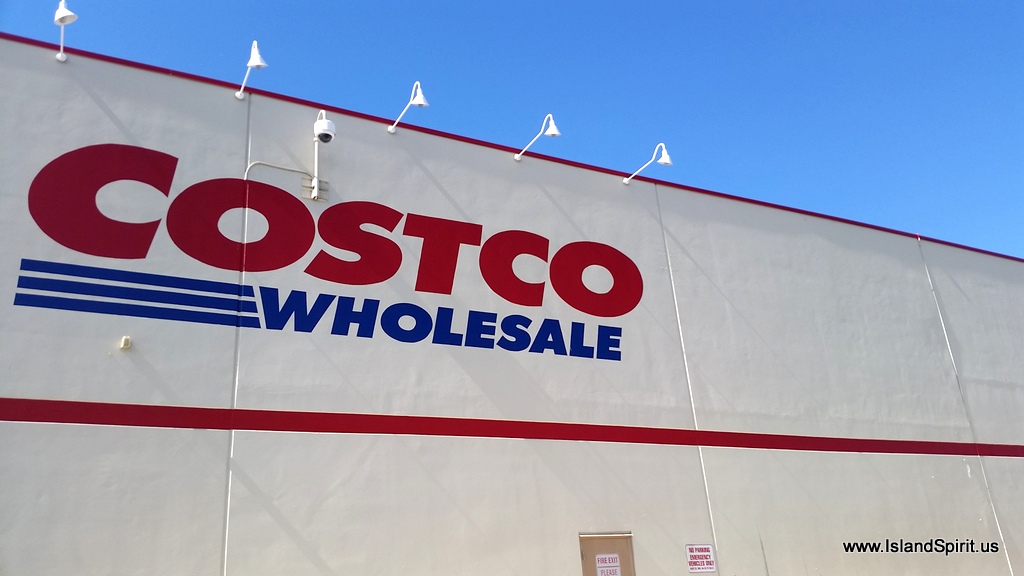 COSTCO
WHOLESALE
FIRE EXIT
PLEASE
NO PARKING
EMERGENCY
VEHICLES ONLY
www.IslandSpirit.us